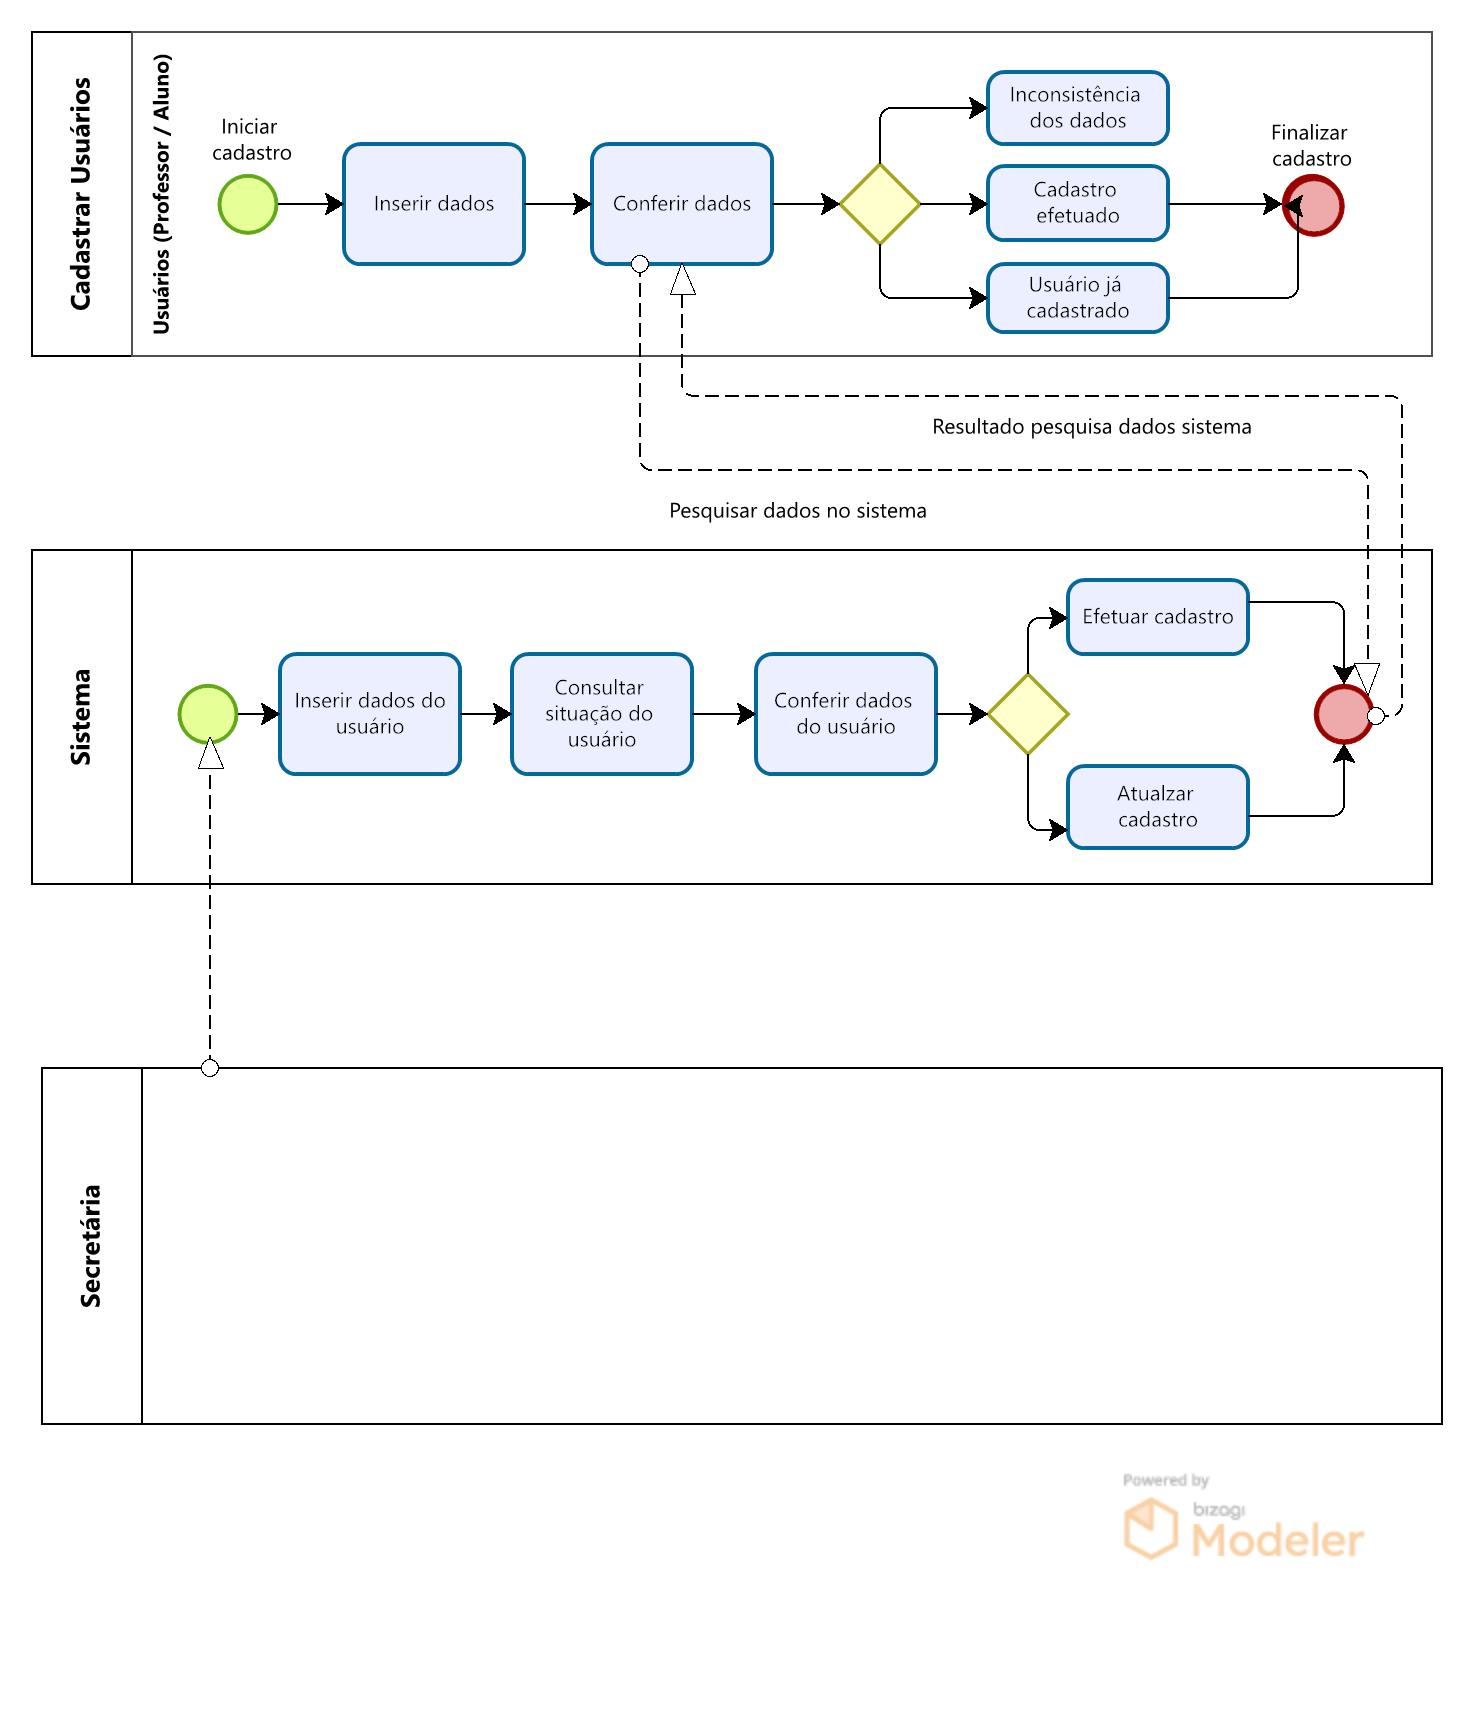 Cadastrar Usuários
Usuários (Professor / Aluno)
Iniciar
cadastro
Inserir dados
Conferir dados
Inconsistência
dos dados
Cadastro
efetuado
Usuário já
cadastrado
Finalizar
cadastro
Resultado pesquisa dados sistema
Pesquisar dados no sistema
Sistema
Inserir dados do
usuário
Consultar
situação do
usuário
Conferir dados
do usuário
Efetuar cadastro
Atualzar
cadastro
Secretária
Powered by
bizagi
Modeler